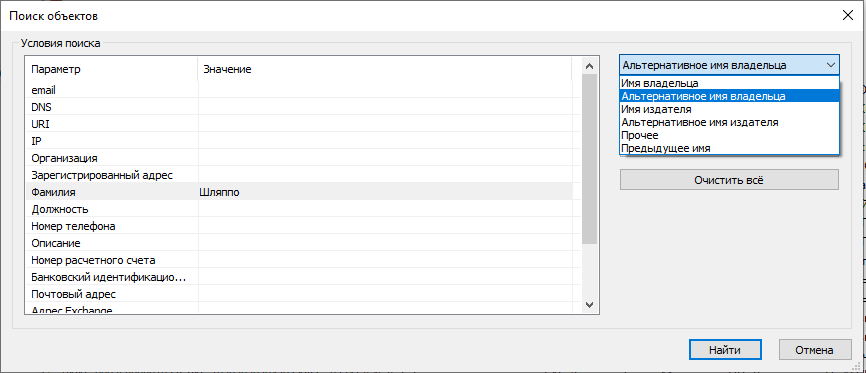 Поиск объектов
Условия поиска
Параметр Значение
email
DNS
URI
IP
Организация
Зарегистрированный адрес
Фамилия Шляппо
Должность
Номер телефона
Описание
Номер расчетного счета
Банковский идентификацио...
Почтовый адрес
Адрес Exchange
Альтернативное имя владельца
Имя владельца
Альтернативное имя владельца
Имя издателя
Альтернативное имя издателя
Прочее
Предыдущее имя
Очистить всё
Найти Отмена